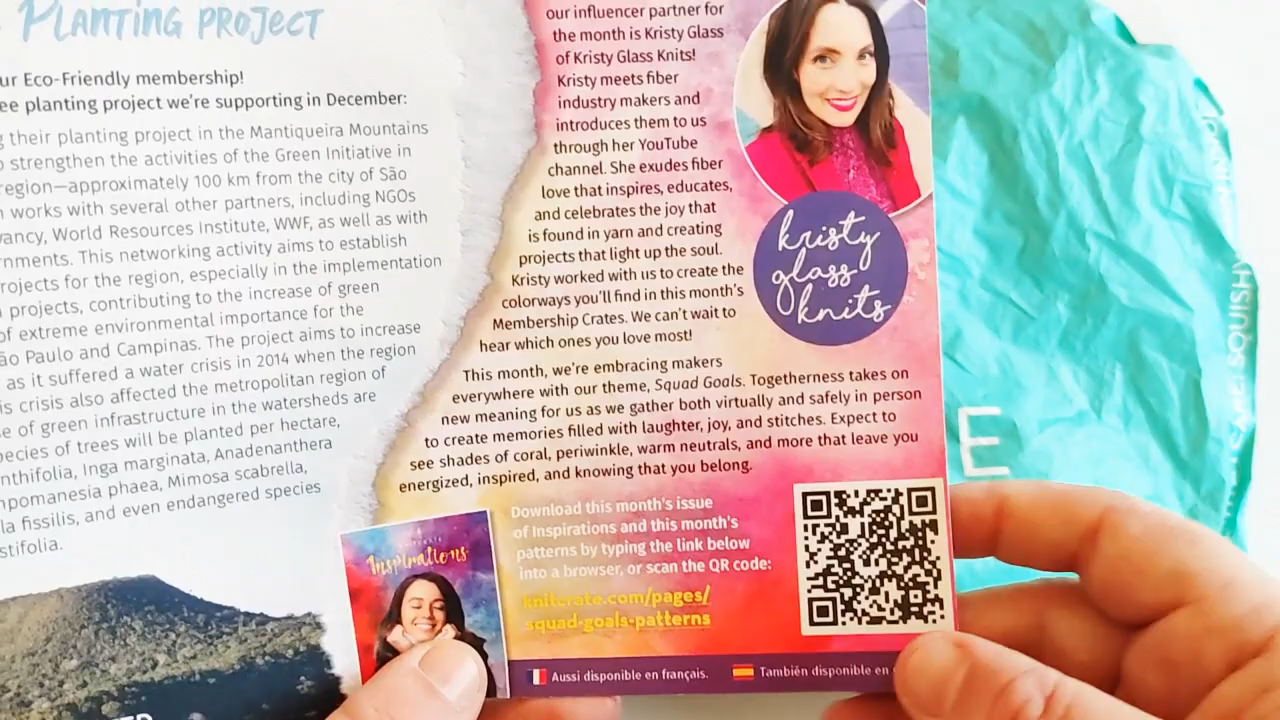 Planting project
ur Eco-Friendly membership!
ee planting project we're supporting in December:
g their planting project in the Mantiqueira Mountains
o strengthen the activities of the Green Initiative in
region—approximately 100 km from the city of São
n works with several other partners, including NGOs
vancy, World Resources Institute, WWF, as well as with
rnments. This networking activity aims to establish
rojects for the region, especially in the implementation
n projects, contributing to the increase of green
of extreme environmental importance for the
ão Paulo and Campinas. The project aims to increase
as it suffered a water crisis in 2014 when the region
is crisis also affected the metropolitan region of
e of green infrastructure in the watersheds are
pecies of trees will be planted per hectare,
nthifolia, Inga marginata, Anadenanthera
mpomanesia phaea, Mimosa scabrella,
la fissilis, and even endangered species
stifolia.
our influencer partner for
the month is Kristy Glass
of Kristy Glass Knits!
Kristy meets fiber
industry makers and
introduces them to us
through her YouTube
channel. She exudes fiber
love that inspires, educates,
and celebrates the joy that
is found in yarn and creating
projects that light up the soul.
Kristy worked with us to create the
colorways you'll find in this month's
Membership Crates. We can't wait to
hear which ones you love most!
kristy
glass
knits
This month, we're embracing makers
everywhere with our theme, Squad Goals. Togetherness takes on
new meaning for us as we gather both virtually and safely in person
to create memories filled with laughter, joy, and stitches. Expect to
see shades of coral, periwinkle, warm neutrals, and more that leave you
energized, inspired, and knowing that you belong.
Inspirations
Download this month's issue
of Inspirations and this month's
patterns by typing the link below
into a browser, or scan the QR code:
knitcrate.com/pages/
squad-goals-patterns
Aussi disponible en français.
También disponible en
E
SQUISHY